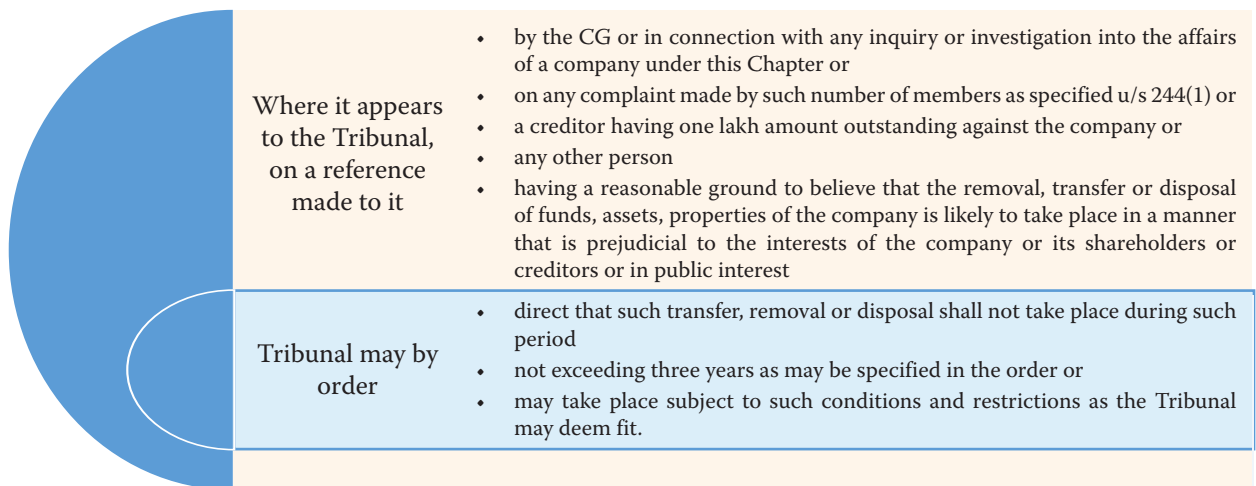 Where it appears
to the Tribunal,
on a reference
made to it
• by the CG or in connection with any inquiry or investigation into the affairs
of a company under this Chapter or
• on any complaint made by such number of members as specified u/s 244(1) or
• a creditor having one lakh amount outstanding against the company or
• any other person
• having a reasonable ground to believe that the removal, transfer or disposal
of funds, assets, properties of the company is likely to take place in a manner
that is prejudicial to the interests of the company or its shareholders or
creditors or in public interest
Tribunal may by
order
• direct that such transfer, removal or disposal shall not take place during such
period
• not exceeding three years as may be specified in the order or
• may take place subject to such conditions and restrictions as the Tribunal
may deem fit.